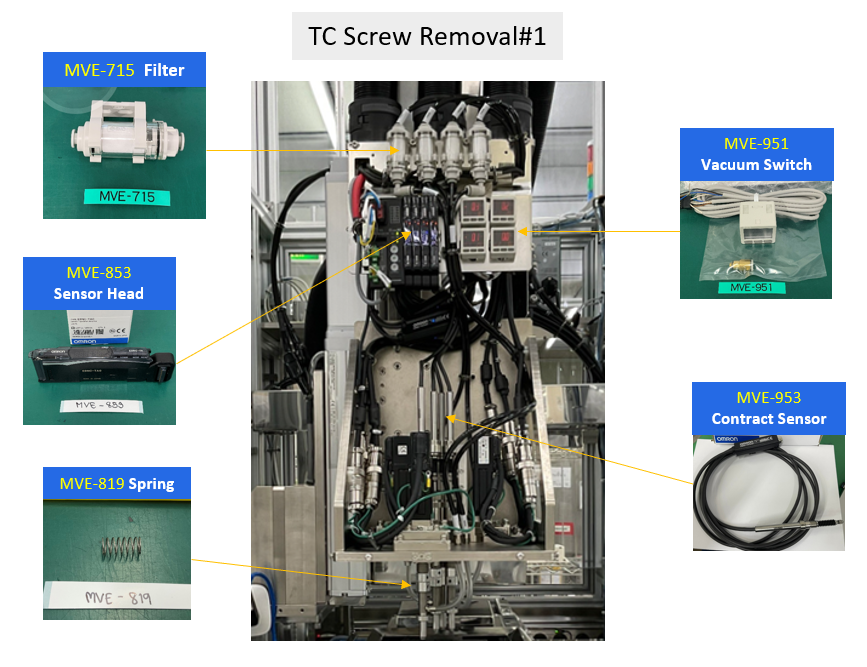 TC Screw Removal#1
MVE-715 Filter
MVE-715
MVE-951
Vacuum Switch
MVE-951
MVE-853
Sensor Head
OMRON
OMRON
MVE-853
MVE-953
Contract Sensor
OMRON
MVE-819 Spring
MVE-819